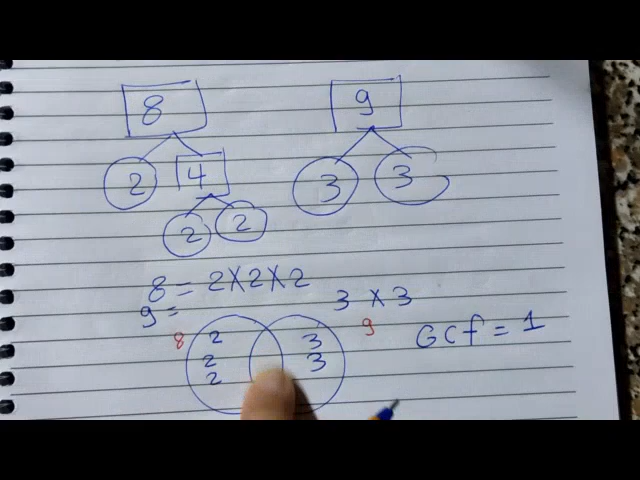 8 9
2 4 3 3
2 2
8 = 2X2X2
9 = 3 X 3
8 2 3 9 GCf = 1
2 3
2